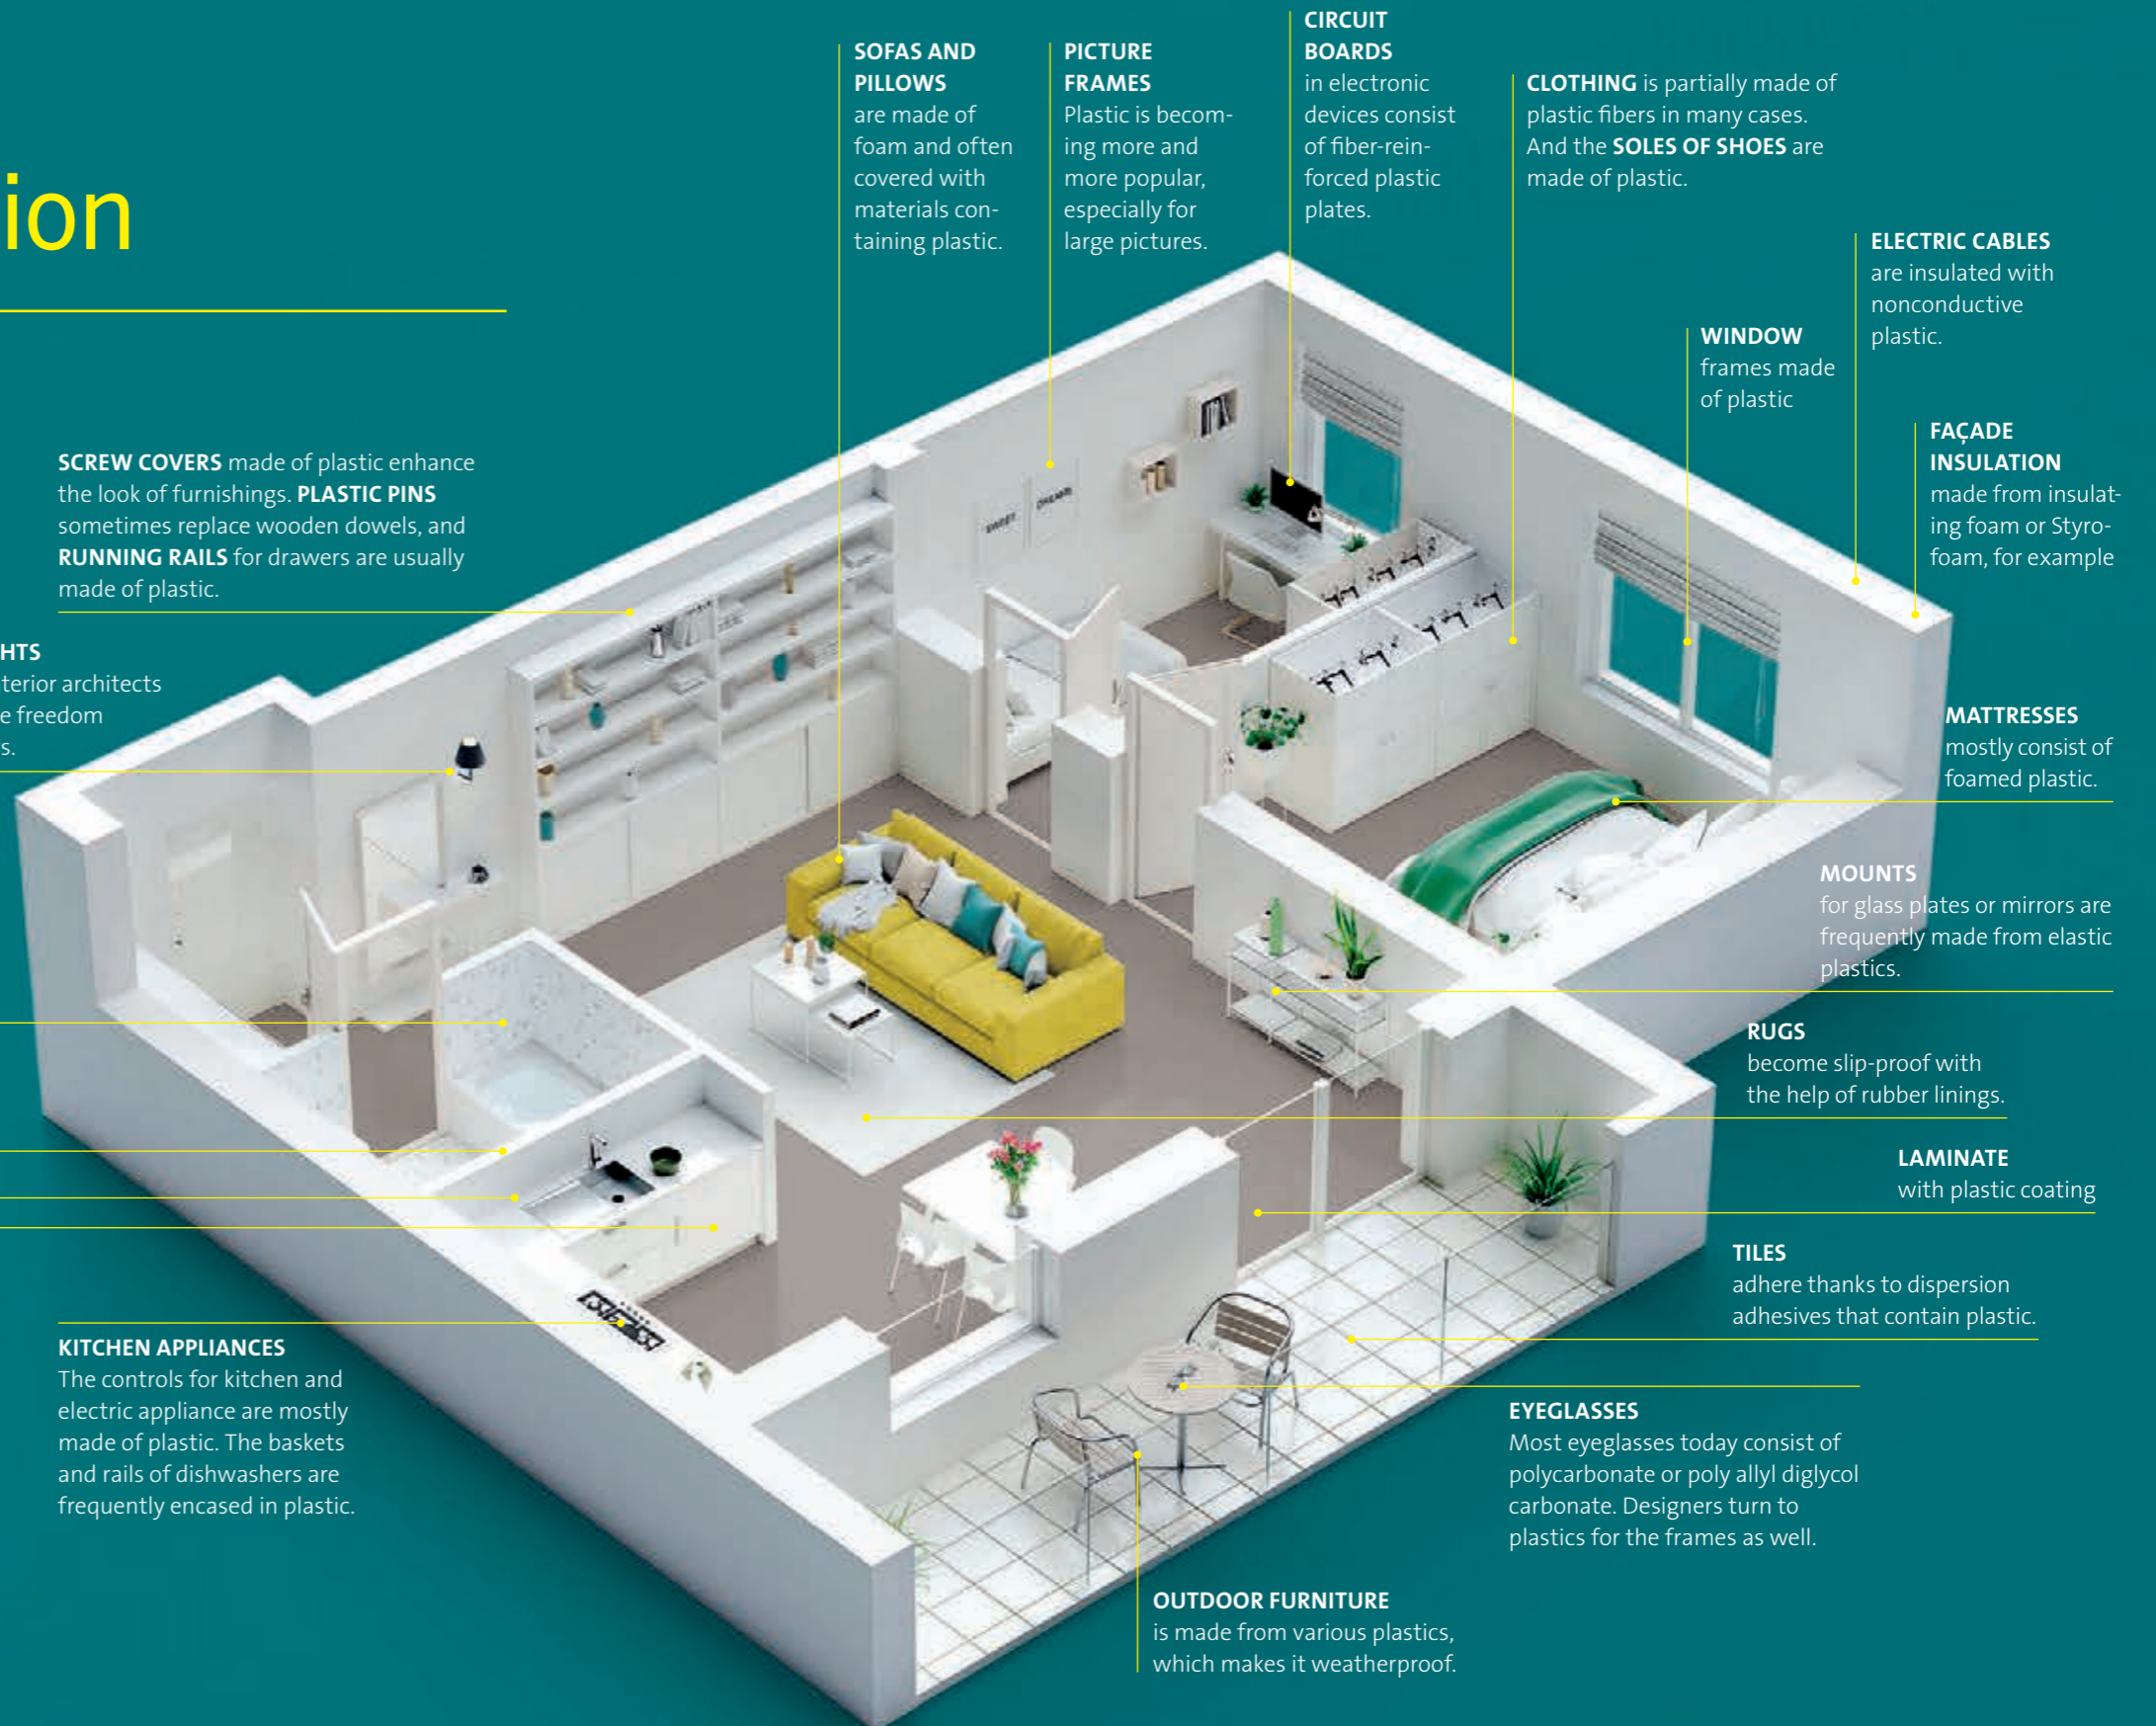 ion
SOFAS AND
PILLOWS
are made of
foam and often
covered with
materials con-
taining plastic.
PICTURE
FRAMES
Plastic is becom-
ing more and
more popular,
especially for
large pictures.
CIRCUIT
BOARDS
in electronic
devices consist
of fiber-rein-
forced plastic
plates.
CLOTHING is partially made of
plastic fibers in many cases.
And the SOLES OF SHOES are
made of plastic.
ELECTRIC CABLES
are insulated with
nonconductive
plastic.
WINDOW
frames made
of plastic
FAÇADE
INSULATION
made from insulat-
ing foam or Styro-
foam, for example
SCREW COVERS made of plastic enhance
the look of furnishings. PLASTIC PINS
sometimes replace wooden dowels, and
RUNNING RAILS for drawers are usually
made of plastic.
SWEET
DREAMS
HTS
terior architects
e freedom
s.
MATTRESSES
mostly consist of
foamed plastic.
MOUNTS
for glass plates or mirrors are
frequently made from elastic
plastics.
RUGS
become slip-proof with
the help of rubber linings.
LAMINATE
with plastic coating
TILES
adhere thanks to dispersion
adhesives that contain plastic.
KITCHEN APPLIANCES
The controls for kitchen and
electric appliance are mostly
made of plastic. The baskets
and rails of dishwashers are
frequently encased in plastic.
EYEGLASSES
Most eyeglasses today consist of
polycarbonate or poly allyl diglycol
carbonate. Designers turn to
plastics for the frames as well.
OUTDOOR FURNITURE
is made from various plastics,
which makes it weatherproof.